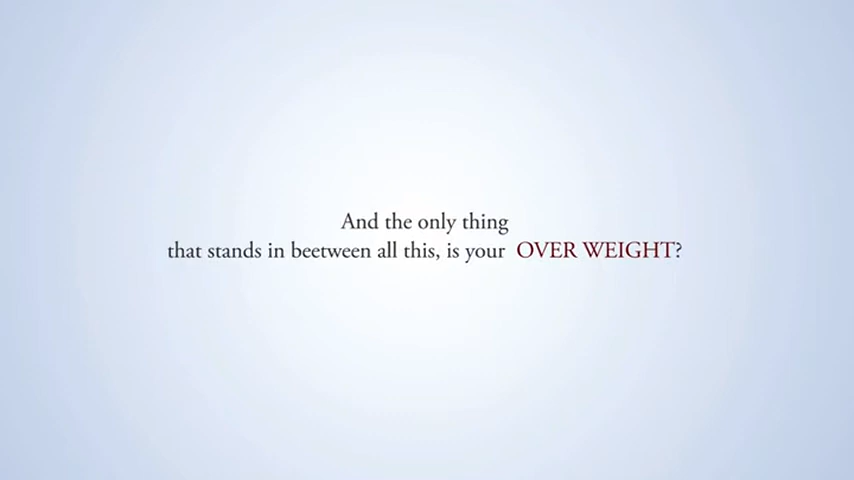 And the only thing
that stands in beetween all this, is your OVER WEIGHT?